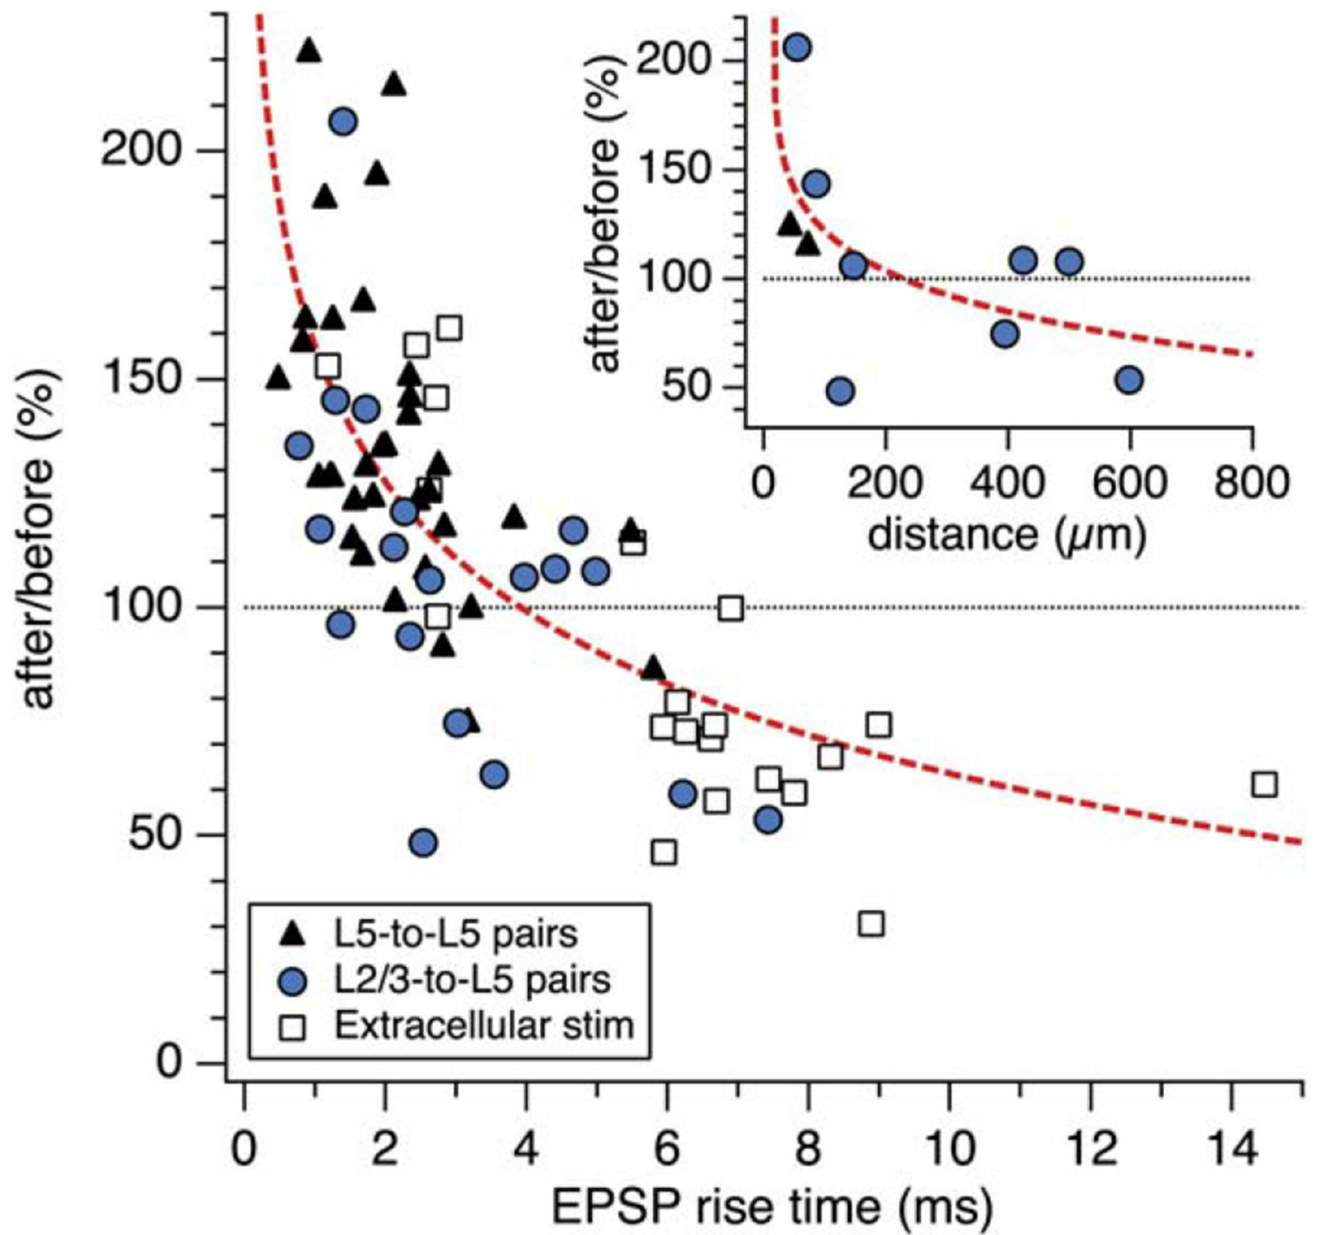 after/before (%)
200
150
100
50
0
0 2 4 6 8 10 12 14
EPSP rise time (ms)
L5-to-L5 pairs
L2/3-to-L5 pairs
Extracellular stim
after/before (%)
200
150
100
50
0 200 400 600 800
distance (µm)